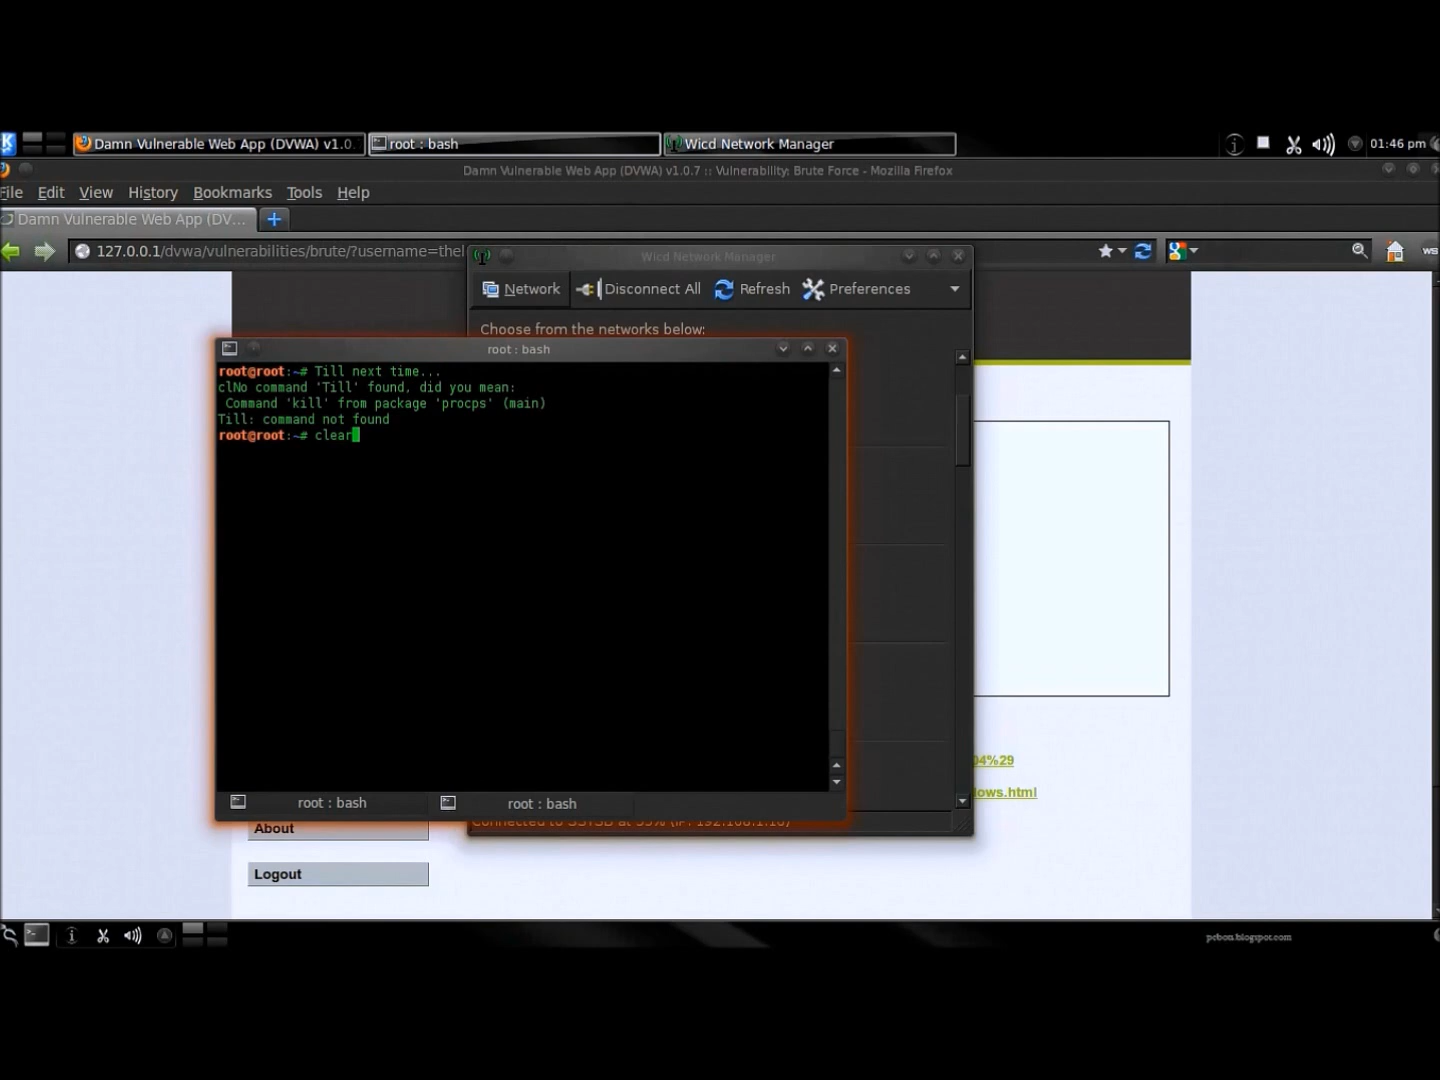 Damn Vulnerable Web App (DVWA) v1.0.
root : bash
Wicd Network Manager
01:46 pm
Damn Vulnerable Web App (DVWA) v1.0.7 :: Vulnerability: Brute Force - Mozilla Firefox
File Edit View History Bookmarks Tools Help
Damn Vulnerable Web App (DV...
127.0.0.1/dvwa/vulnerabilities/brute/?username=thel
Wicd Network Manager
Network Disconnect All Refresh Preferences
Choose from the networks below:
root : bash
root@root:~# Till next time...
clNo command 'Till' found, did you mean:
Command 'kill' from package 'procps' (main)
Till: command not found
root@root:~# clear
94%29
lows.html
root : bash
root : bash
About
Logout
pcbon.blogspot.com